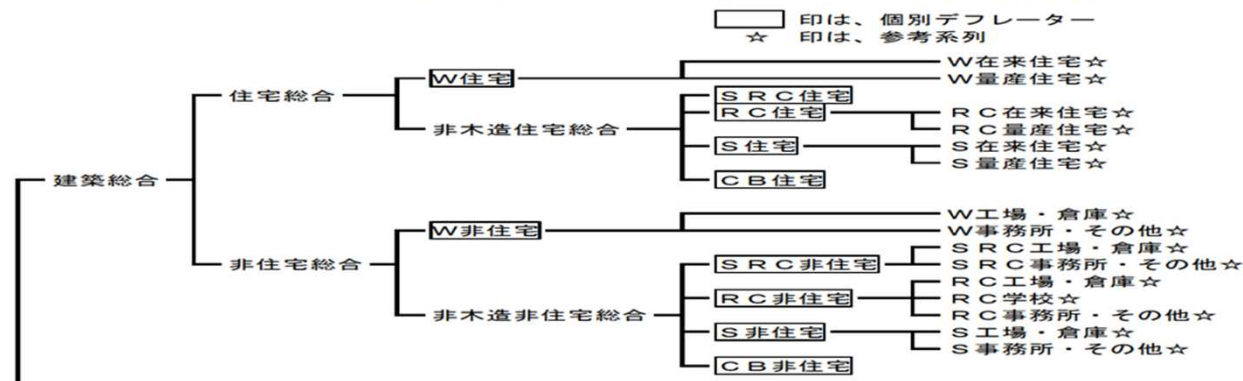 印は、個別デフレーター
☆ 印は、参考系列
W在来住宅☆
W住宅
W量産住宅☆
住宅総合
SRC住宅
RC住宅
RC在来住宅☆
非木造住宅総合
RC量産住宅☆
S住宅
S在来住宅☆
S量産住宅☆
建築総合
CB住宅
W工場・倉庫☆
W非住宅
W事務所・その他☆
SRC工場・倉庫☆
非住宅総合
SRC非住宅
SRC事務所・その他☆
RC工場・倉庫☆
RC非住宅
RC学校☆
非木造非住宅総合
RC事務所・その他☆
S非住宅
S工場・倉庫☆
S事務所・その他☆
CB非住宅